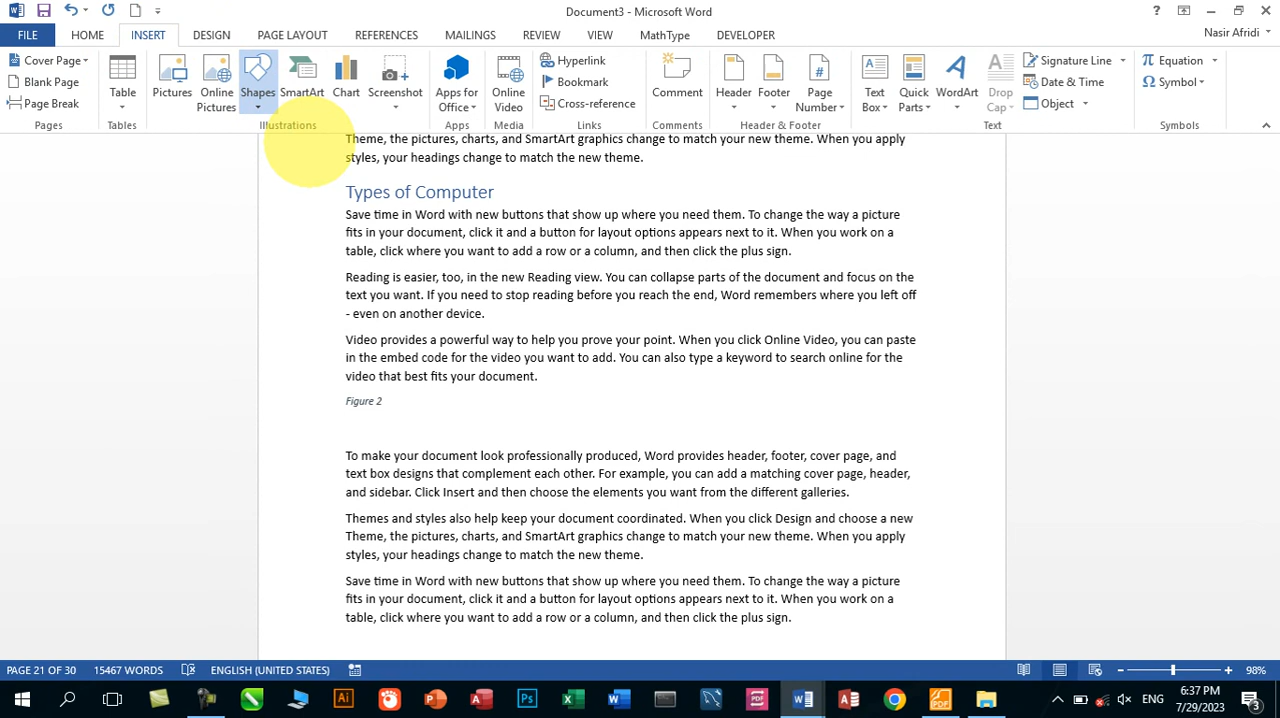 Document3 - Microsoft Word
?
FILE HOME INSERT DESIGN PAGE LAYOUT REFERENCES MAILINGS REVIEW VIEW MathType DEVELOPER Nasir Afridi
Cover Page
Blank Page
Page Break
Pages
Table
Tables
Pictures
Online Pictures
Shapes
SmartArt
Chart
Screenshot
Illustrations
Apps for Office
Apps
Online Video
Media
Hyperlink
Bookmark
Cross-reference
Links
Comment
Comments
Header
Footer
Page Number
Header & Footer
Text Box
Quick Parts
WordArt
Drop Cap
Signature Line
Date & Time
Object
Text
Equation
Symbol
Symbols
Theme, the pictures, charts, and SmartArt graphics change to match your new theme. When you apply
styles, your headings change to match the new theme.
Types of Computer
Save time in Word with new buttons that show up where you need them. To change the way a picture
fits in your document, click it and a button for layout options appears next to it. When you work on a
table, click where you want to add a row or a column, and then click the plus sign.
Reading is easier, too, in the new Reading view. You can collapse parts of the document and focus on the
text you want. If you need to stop reading before you reach the end, Word remembers where you left off
- even on another device.
Video provides a powerful way to help you prove your point. When you click Online Video, you can paste
in the embed code for the video you want to add. You can also type a keyword to search online for the
video that best fits your document.
Figure 2
To make your document look professionally produced, Word provides header, footer, cover page, and
text box designs that complement each other. For example, you can add a matching cover page, header,
and sidebar. Click Insert and then choose the elements you want from the different galleries.
Themes and styles also help keep your document coordinated. When you click Design and choose a new
Theme, the pictures, charts, and SmartArt graphics change to match your new theme. When you apply
styles, your headings change to match the new theme.
Save time in Word with new buttons that show up where you need them. To change the way a picture
fits in your document, click it and a button for layout options appears next to it. When you work on a
table, click where you want to add a row or a column, and then click the plus sign.
PAGE 21 OF 30 15467 WORDS ENGLISH (UNITED STATES) 98%
ENG 6:37 PM
7/29/2023
3